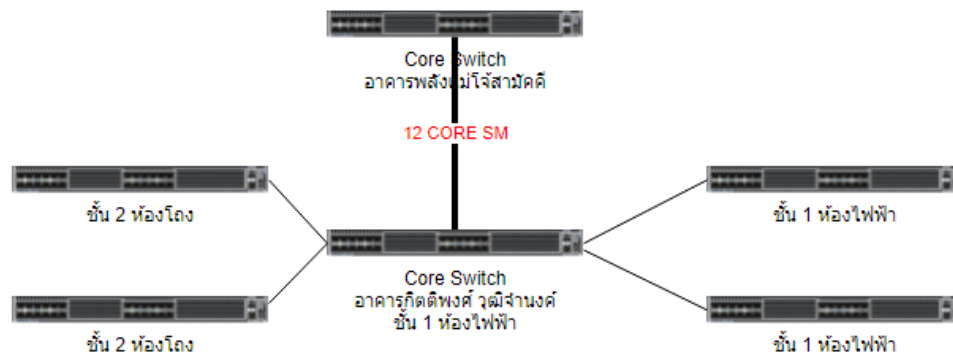 Core Switch
อาคารพลังแม่โจ้สามัคคี
12 CORE SM
ชั้น 2 ห้องโถง
ชั้น 1 ห้องไฟฟ้า
Core Switch
อาคารกิตติพงศ์ วุฒิจำนงค์
ชั้น 1 ห้องไฟฟ้า
ชั้น 2 ห้องโถง
ชั้น 1 ห้องไฟฟ้า